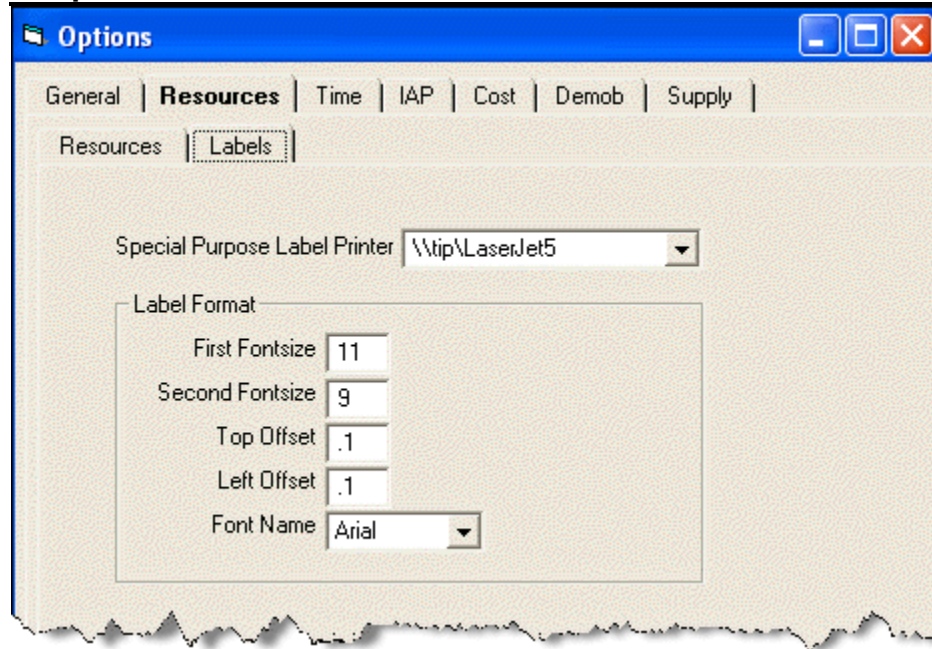 Options
General Resources Time IAP Cost Demob Supply
Resources Labels
Special Purpose Label Printer \\tip\LaserJet5
Label Format
First Fontsize 11
Second Fontsize 9
Top Offset .1
Left Offset .1
Font Name Arial